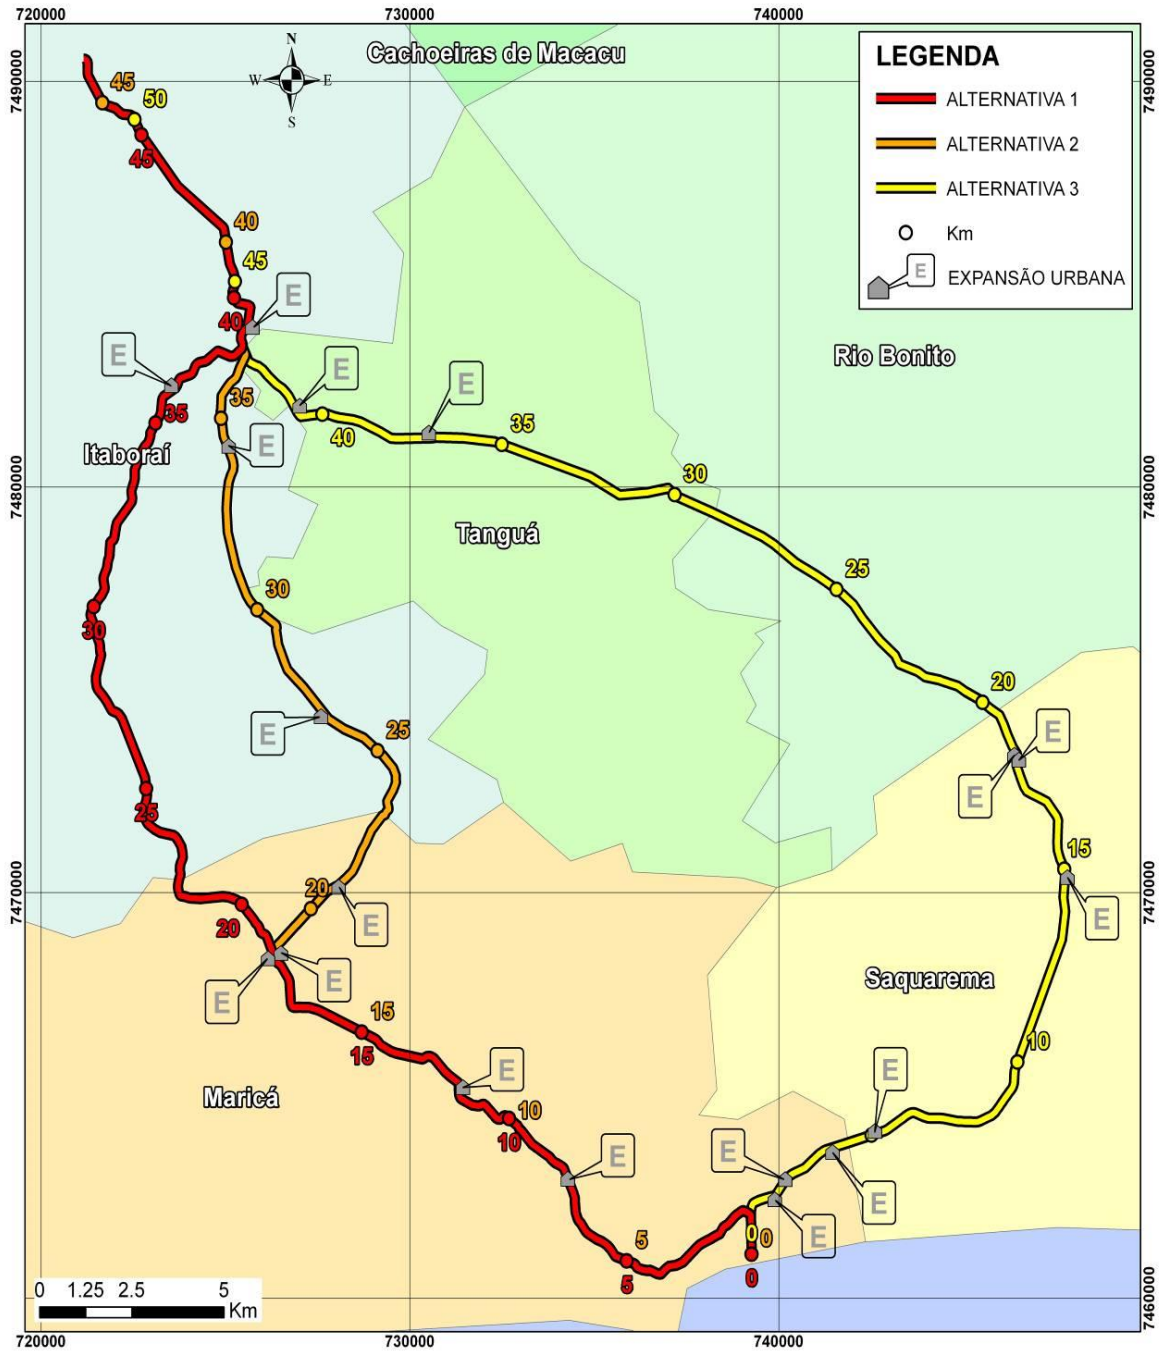 720000
730000
740000
Cachoeiras de Macacu
N
W
E
S
LEGENDA
ALTERNATIVA 1
ALTERNATIVA 2
ALTERNATIVA 3
Km
E
EXPANSÃO URBANA
7490000
7490000
45
50
45
40
45
E
40
E
E
E
Rio Bonito
35
35
E
40
35
Itaboraí
30
7480000
7480000
Tanguá
25
30
30
20
E
25
E
E
25
15
20
E
7470000
7470000
20
E
E
E
Saquarema
15
15
10
E
E
Maricá
10
10
E
E
E
E
5
0
0
5
0
0
1.25
2.5
5
Km
7460000
7460000
720000
730000
740000